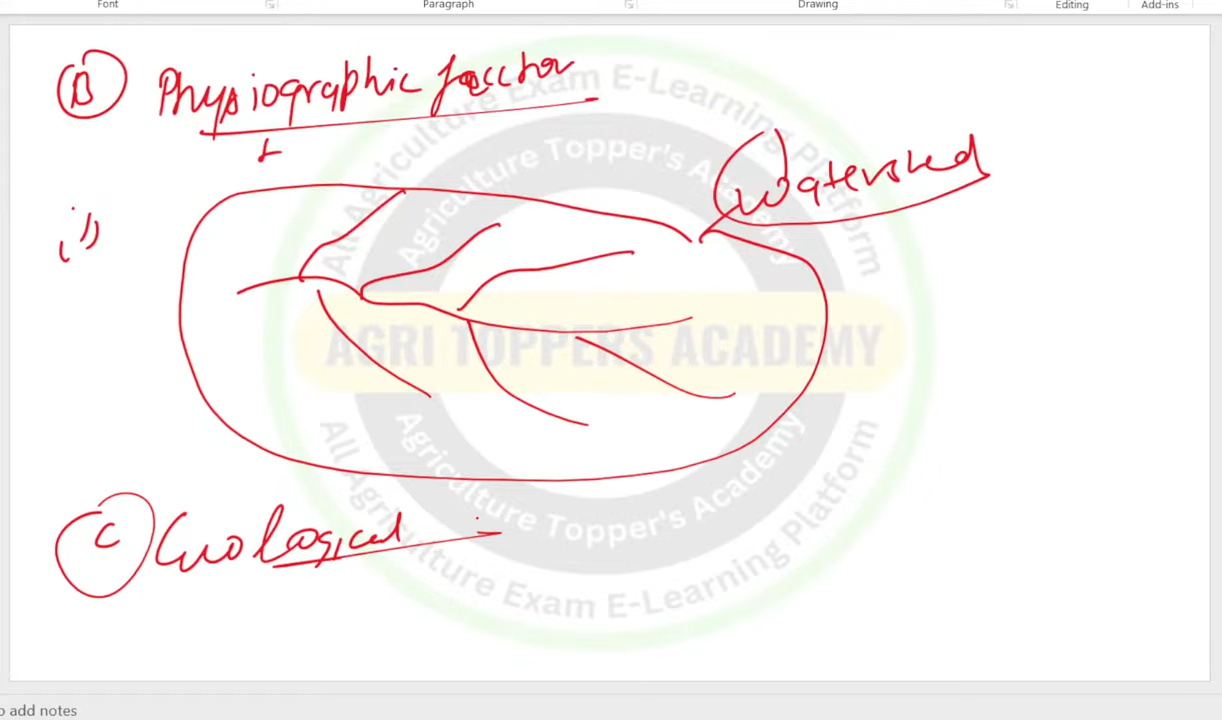 Font Paragraph Drawing Editing Add-ins
B Physiographic factor
Watershed
i)
All Agriculture Exam E-Learning Platform
Agriculture Topper's Academy
AGRI TOPPERS ACADEMY
Agriculture Topper's Academy
All Agriculture Exam E-Learning Platform
C Geological :-
o add notes